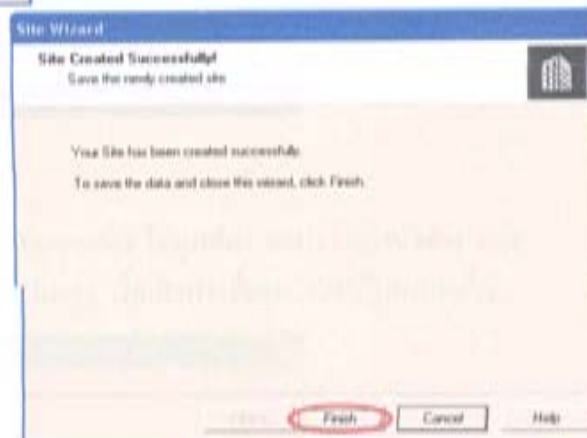 Site Wizard
Site Created Successfully!
Save the newly created site
Your Site has been created successfully.
To save the data and close this wizard, click Finish.
Finish Cancel Help